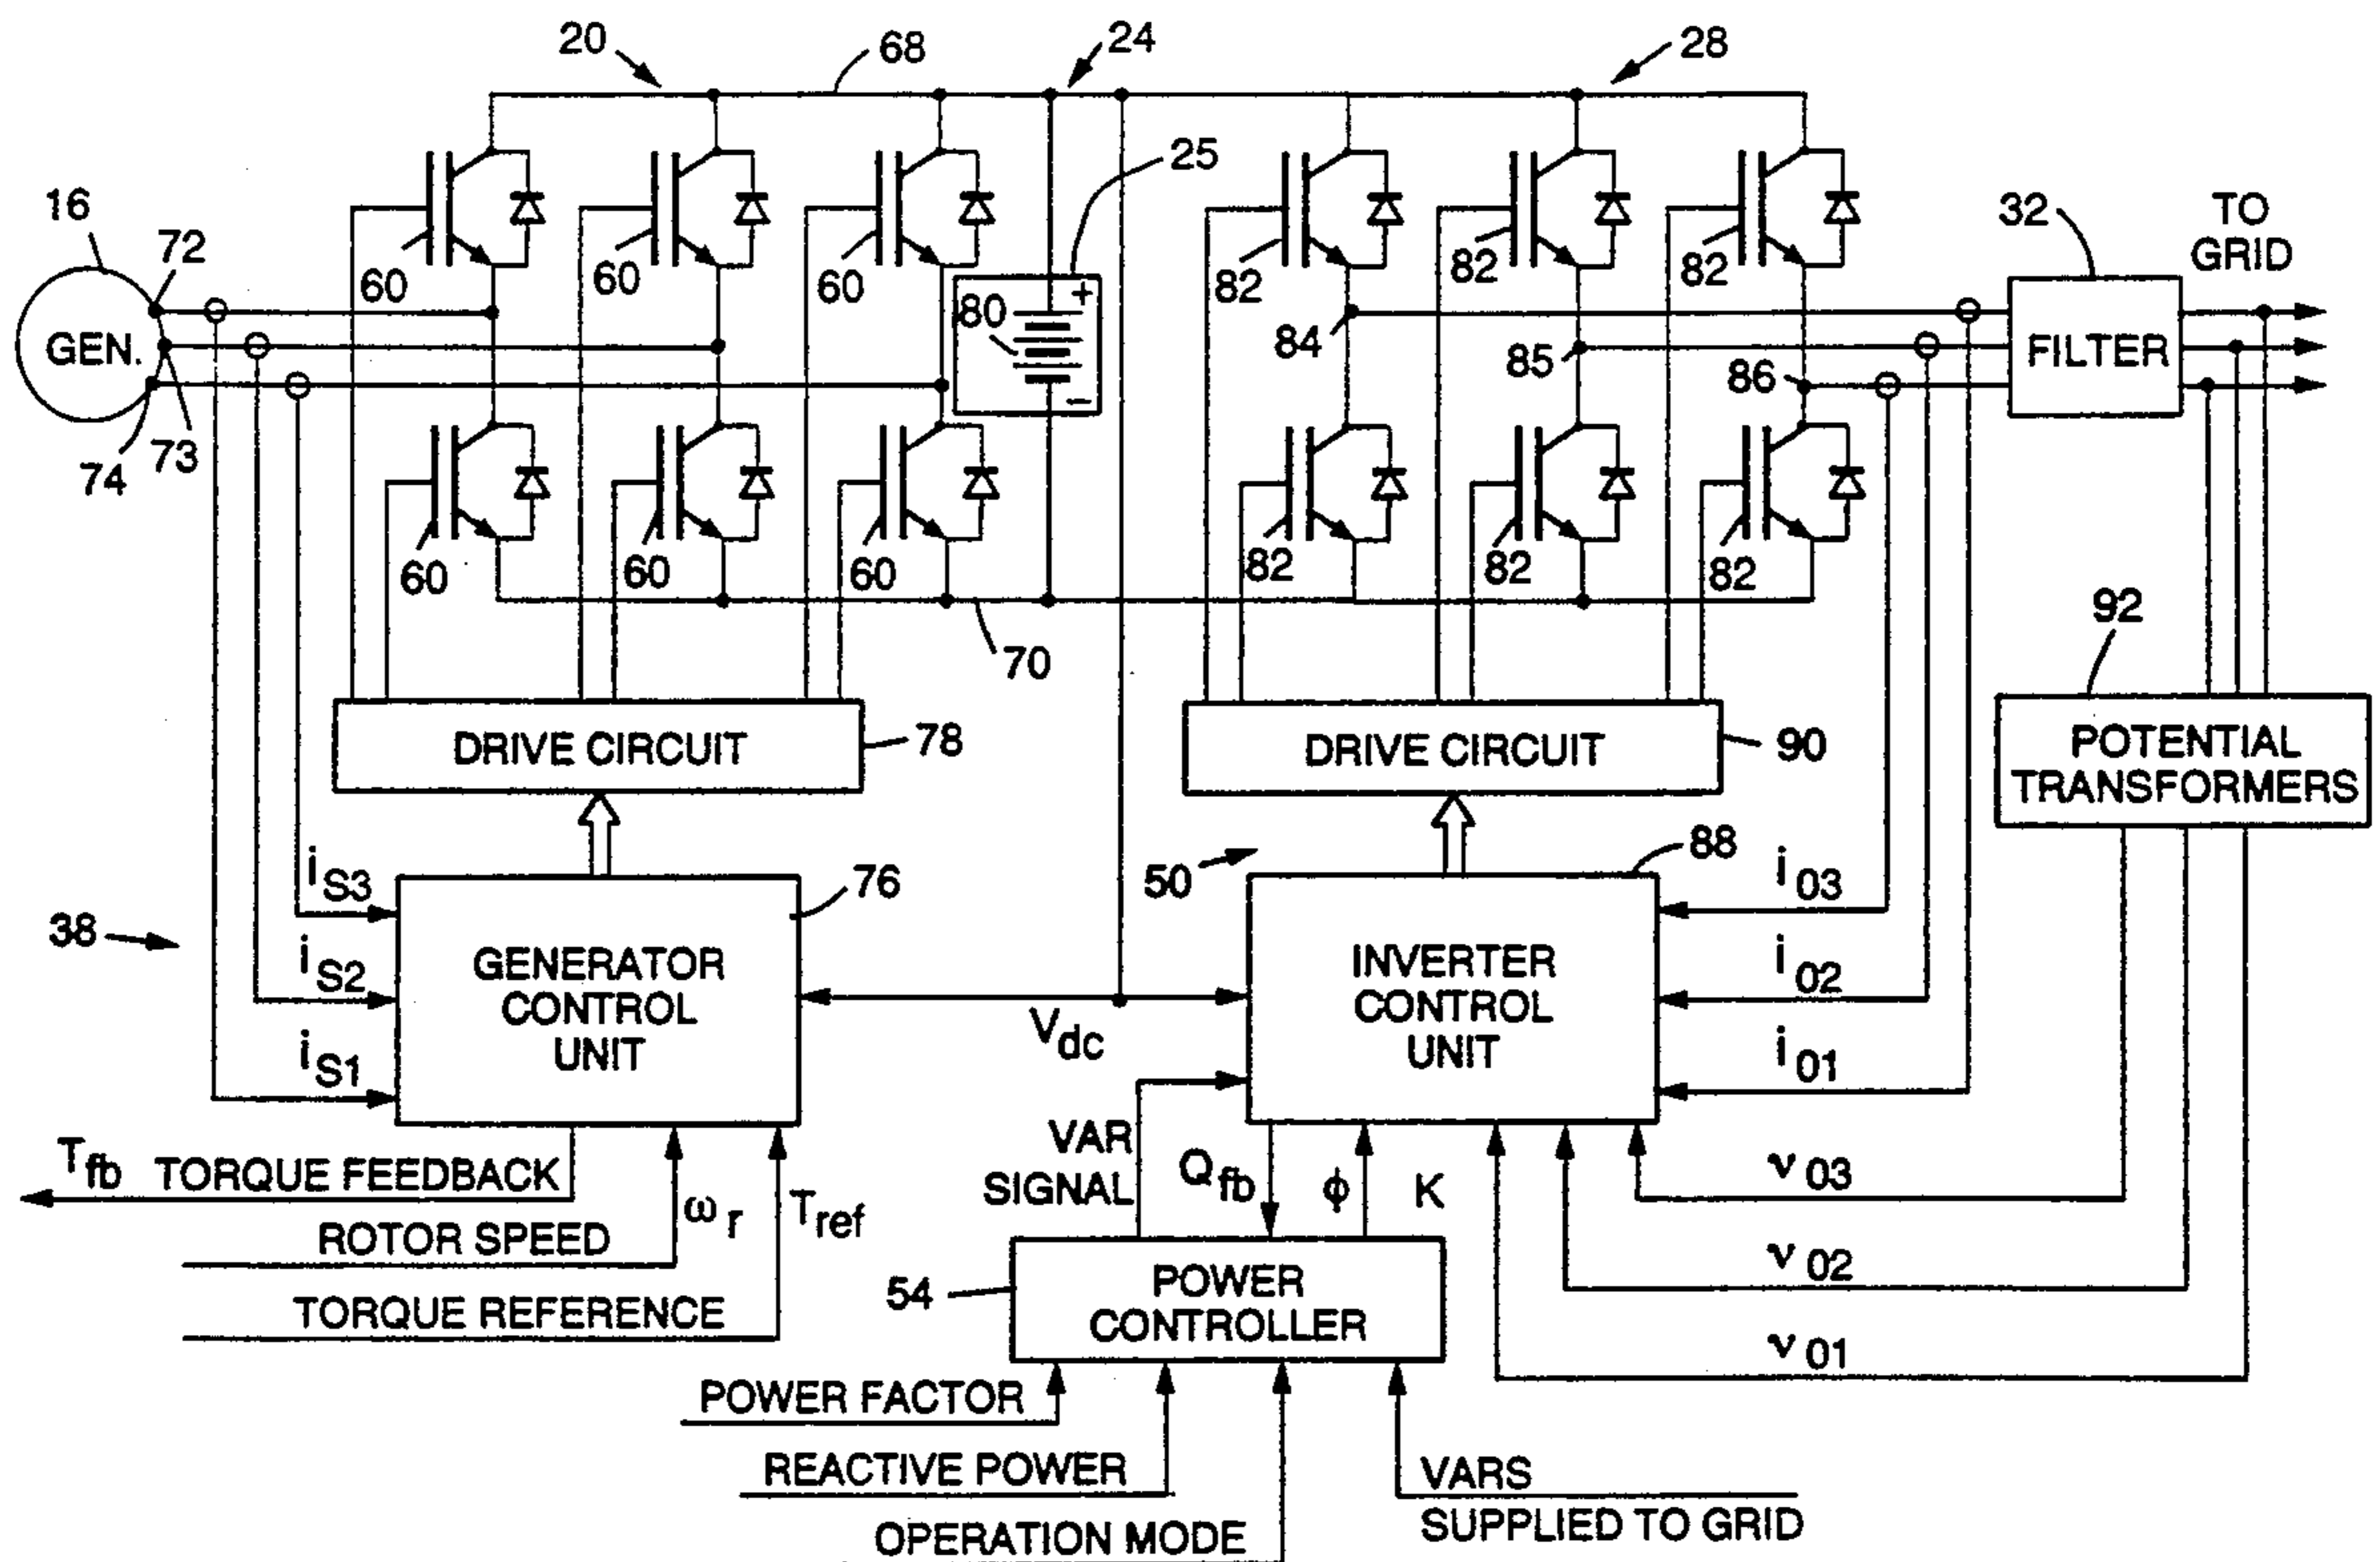 20
68
24
28
25
16
72
60
60
60
+
80
−
82
82
82
32
TO
GRID
GEN.
84
85
86
FILTER
74
73
60
60
60
82
82
82
70
92
DRIVE CIRCUIT
78
DRIVE CIRCUIT
90
POTENTIAL
TRANSFORMERS
38
iS3
iS2
iS1
76
GENERATOR
CONTROL
UNIT
Vdc
50
88
INVERTER
CONTROL
UNIT
i03
i02
i01
Tfb TORQUE FEEDBACK
ROTOR SPEED
ωr
Tref
TORQUE REFERENCE
VAR
SIGNAL
Qfb
ϕ
K
ν03
ν02
ν01
54
POWER
CONTROLLER
POWER FACTOR
REACTIVE POWER
OPERATION MODE
VARS
SUPPLIED TO GRID